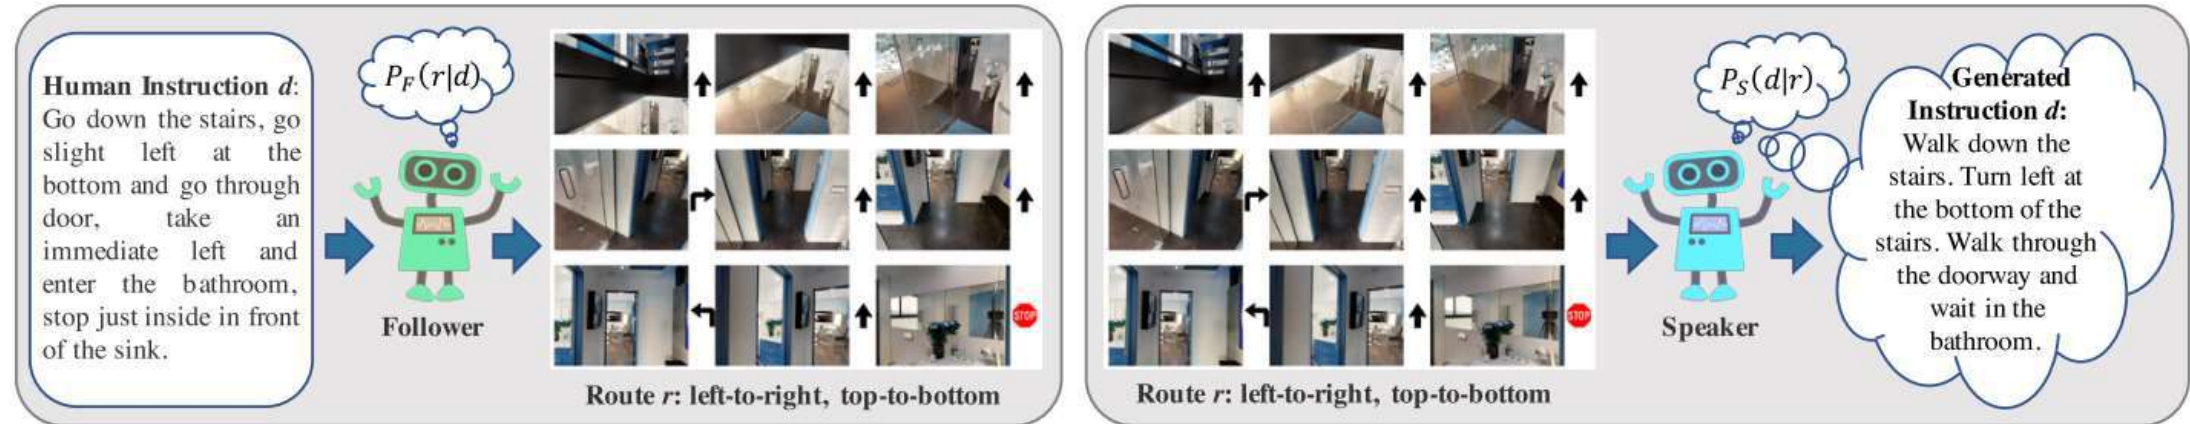 Human Instruction d:
Go down the stairs, go
slight left at the
bottom and go through
door, take an
immediate left and
enter the bathroom,
stop just inside in front
of the sink.
P_F(r|d)
Follower
STOP
Route r: left-to-right, top-to-bottom
STOP
Route r: left-to-right, top-to-bottom
P_S(d|r)
Speaker
Generated
Instruction d:
Walk down the
stairs. Turn left at
the bottom of the
stairs. Walk through
the doorway and
wait in the
bathroom.